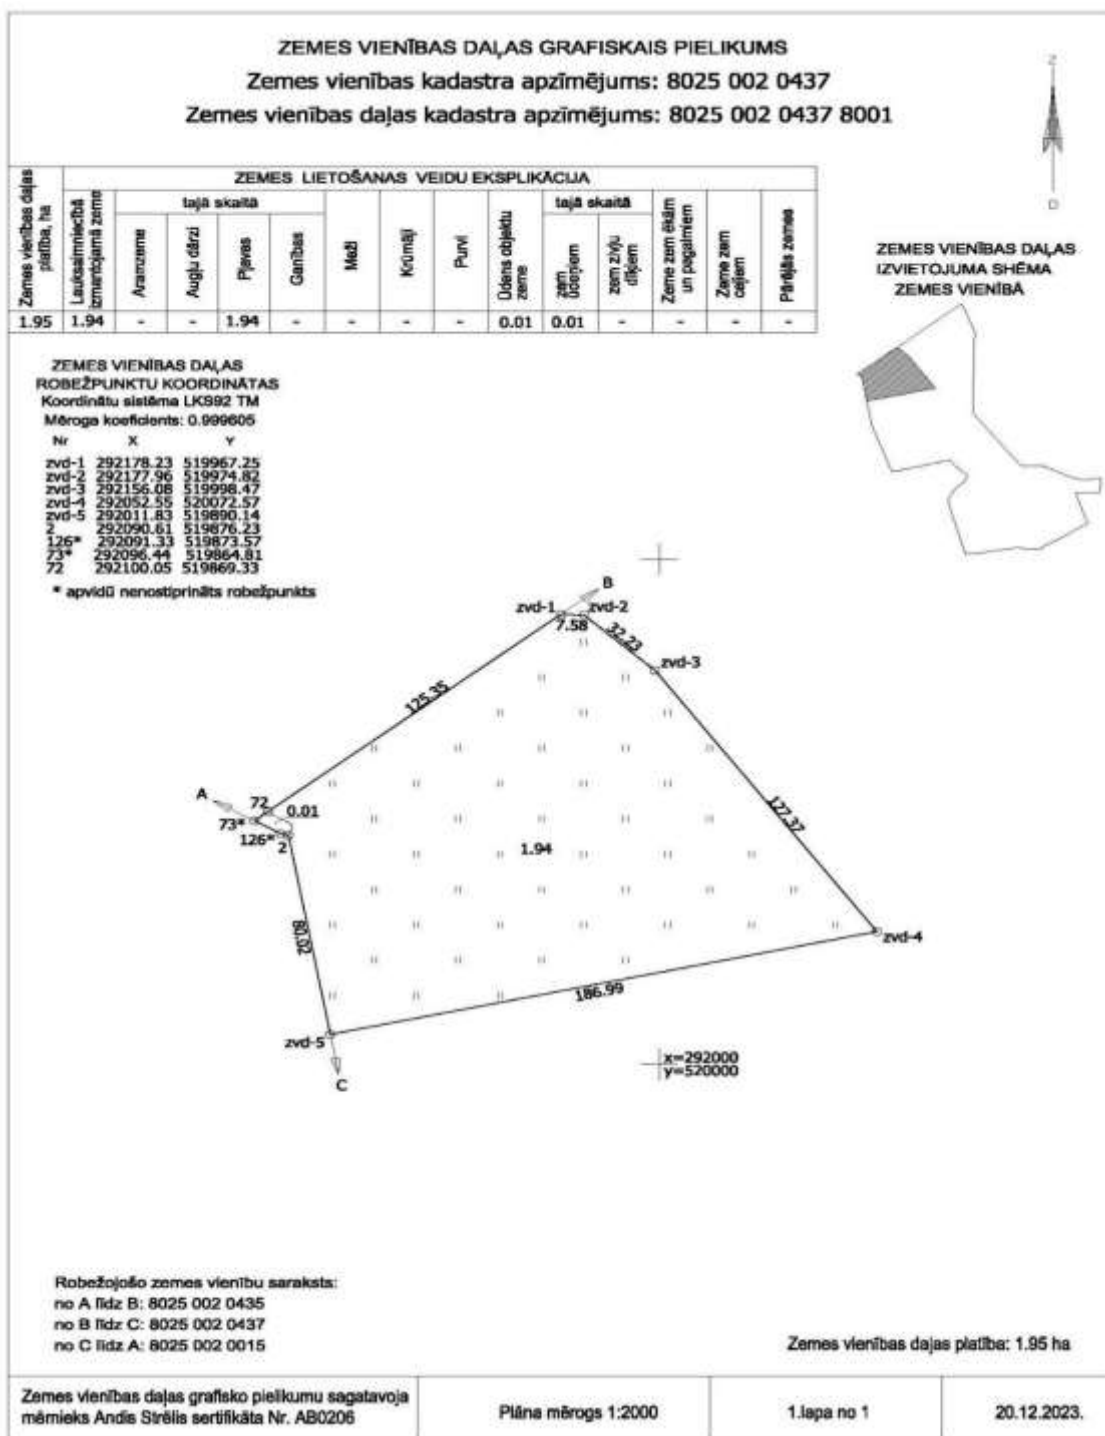 ZEMES VIENĪBAS DAĻAS GRAFISKAIS PIELIKUMS
Zemes vienības kadastra apzīmējums: 8025 002 0437
Zemes vienības daļas kadastra apzīmējums: 8025 002 0437 8001
Z
D
ZEMES LIETOŠANAS VEIDU EKSPLIKĀCIJA
Zemes vienības daļas platība, ha
Lauksaimniecībā izmantojamā zeme
tajā skaitā
Aramzeme
Augļu dārzi
Pļavas
Ganības
Meži
Krūmāji
Purvi
Ūdens objektu zeme
tajā skaitā
zem ūdeņiem
zem zivju dīķiem
Zeme zem ēkām un pagalmiem
Zeme zem ceļiem
Pārējās zemes
1.95 1.94 - - 1.94 - - - - 0.01 0.01 - - - -
ZEMES VIENĪBAS DAĻAS
IZVIETOJUMA SHĒMA
ZEMES VIENĪBĀ
ZEMES VIENĪBAS DAĻAS
ROBEŽPUNKTU KOORDINĀTAS
Koordinātu sistēma LKS92 TM
Mēroga koeficients: 0.999605
Nr X Y
zvd-1 292178.23 519967.25
zvd-2 292177.96 519974.82
zvd-3 292156.08 519998.47
zvd-4 292052.55 520072.57
zvd-5 292011.83 519890.14
2 292090.61 519876.23
126* 292091.33 519873.57
73* 292096.44 519864.81
72 292100.05 519869.33
* apvidū nenostiprināts robežpunkts
B
zvd-1
zvd-2
7.58
32.23
zvd-3
125.35
A
72
0.01
73*
126*
2
1.94
127.37
80.02
zvd-4
186.99
zvd-5
C
x=292000
y=520000
Robežojošo zemes vienību saraksts:
no A līdz B: 8025 002 0435
no B līdz C: 8025 002 0437
no C līdz A: 8025 002 0015
Zemes vienības daļas platība: 1.95 ha
Zemes vienības daļas grafisko pielikumu sagatavoja
mērnieks Andis Strēlis sertifikāta Nr. AB0206
Plāna mērogs 1:2000
1.lapa no 1
20.12.2023.